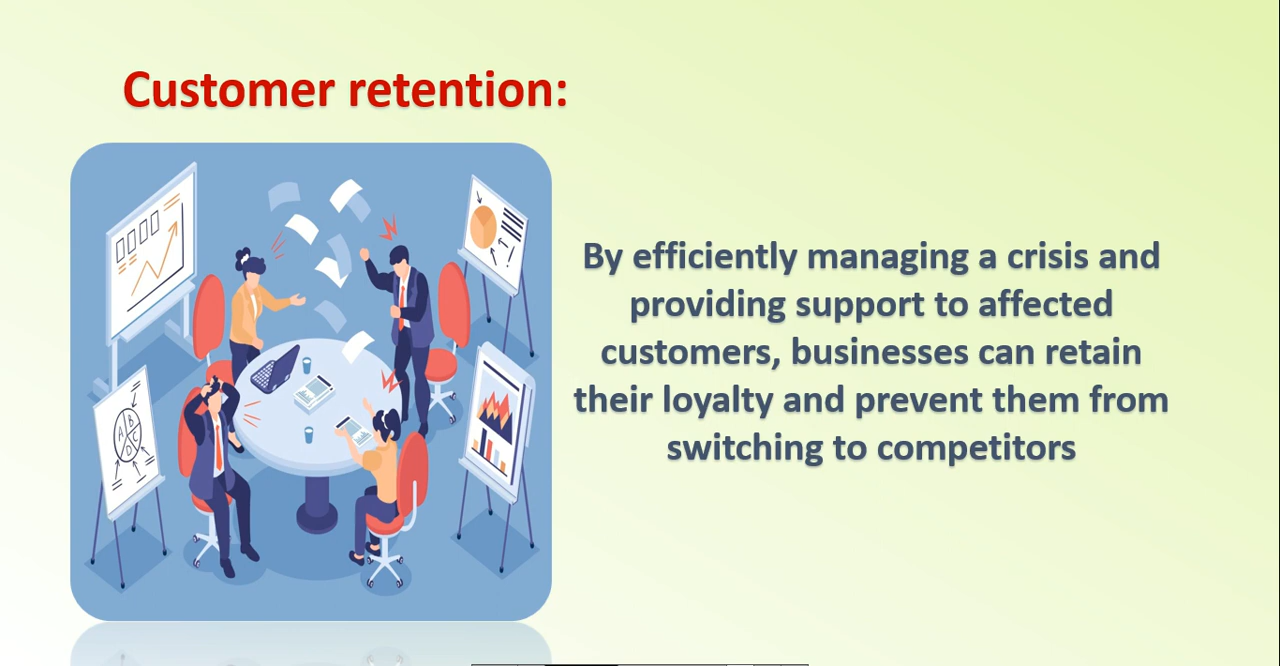 Customer retention:
By efficiently managing a crisis and
providing support to affected
customers, businesses can retain
their loyalty and prevent them from
switching to competitors
A
B
C
D